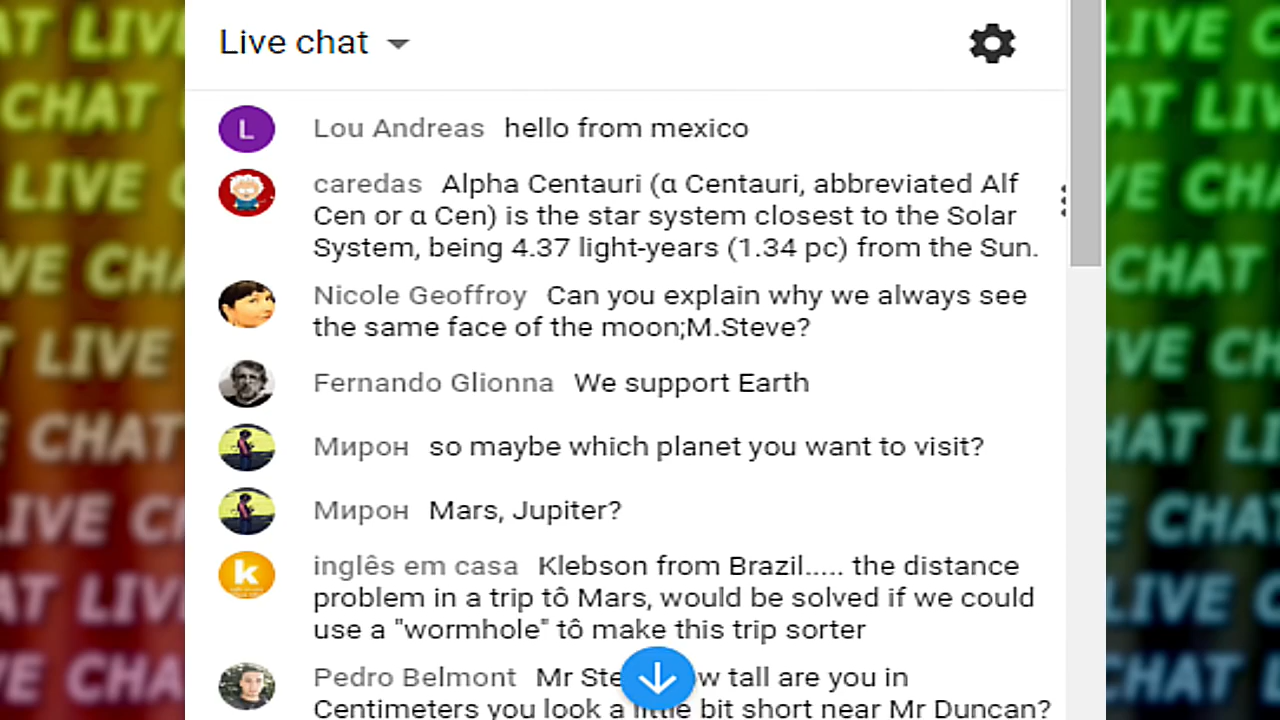 Live chat
L
Lou Andreas hello from mexico
caredas Alpha Centauri (α Centauri, abbreviated Alf
Cen or α Cen) is the star system closest to the Solar
System, being 4.37 light-years (1.34 pc) from the Sun.
Nicole Geoffroy Can you explain why we always see
the same face of the moon;M.Steve?
Fernando Glionna We support Earth
Мирон so maybe which planet you want to visit?
Мирон Mars, Jupiter?
k
inglês em casa Klebson from Brazil..... the distance
problem in a trip tô Mars, would be solved if we could
use a "wormhole" tô make this trip sorter
Pedro Belmont Mr tall are you in
Centimeters you look a little bit short near Mr Duncan?